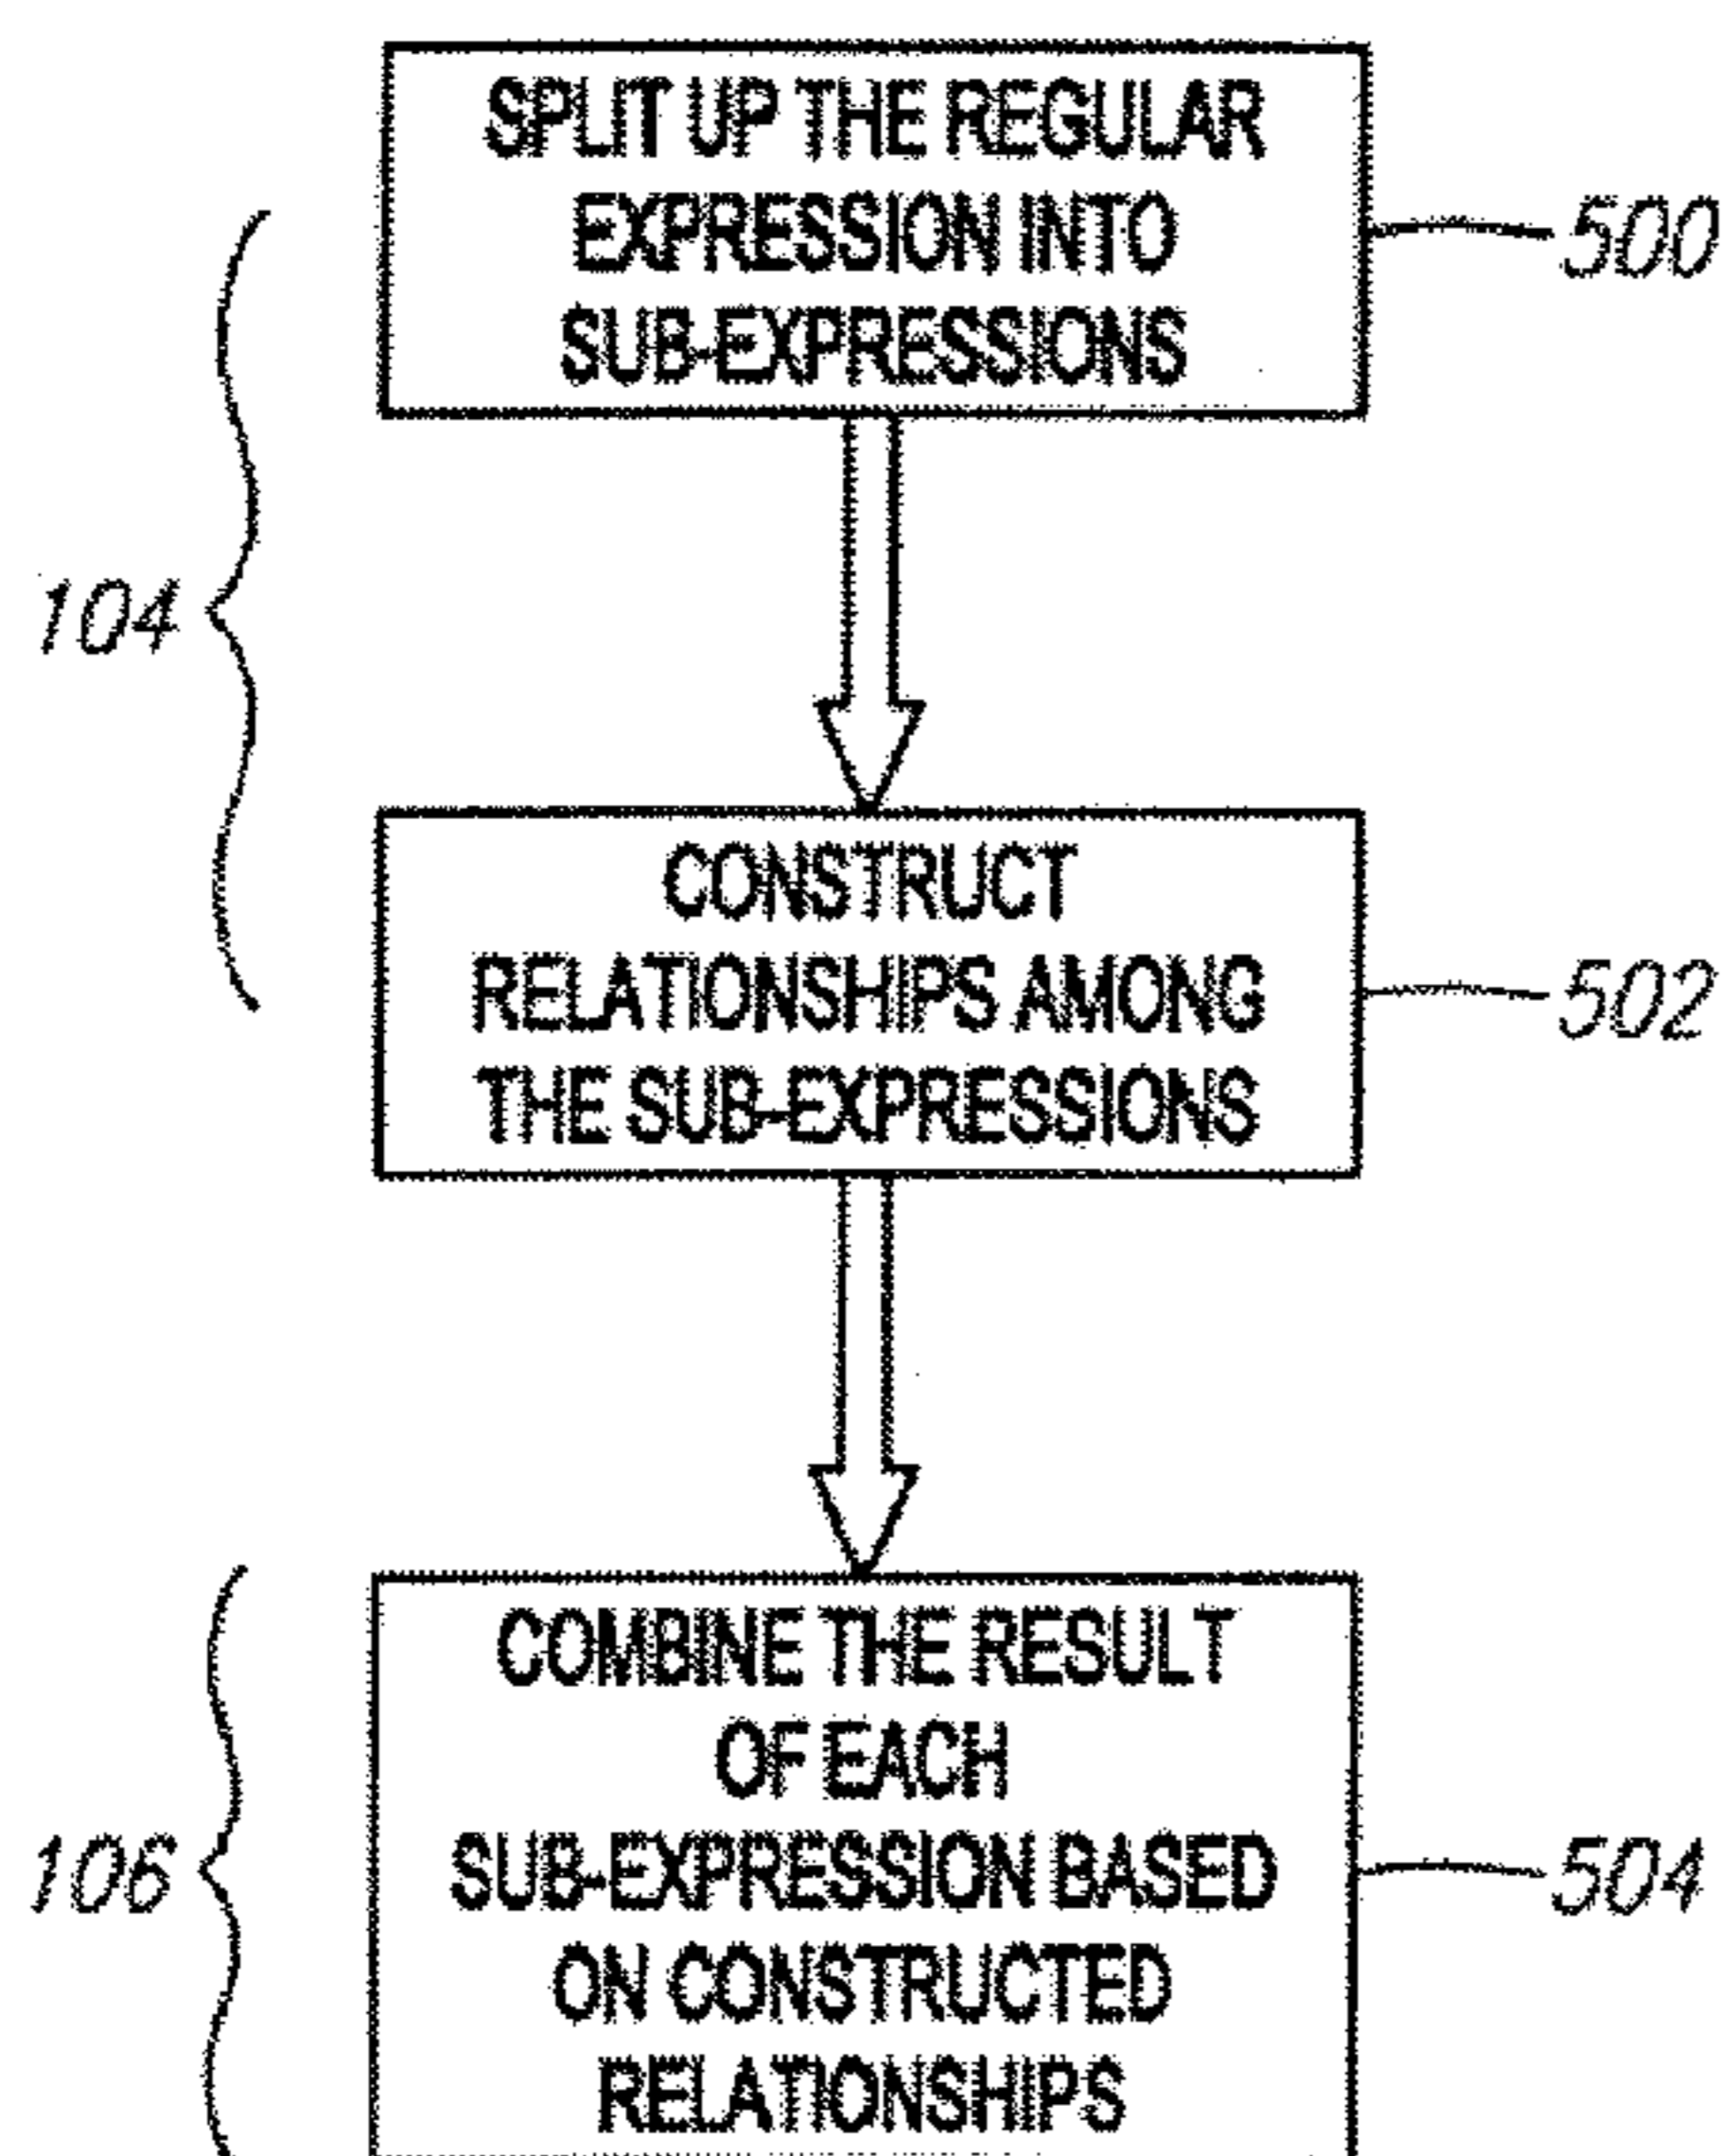 SPLIT UP THE REGULAR
EXPRESSION INTO
SUB-EXPRESSIONS
500
104
CONSTRUCT
RELATIONSHIPS AMONG
THE SUB-EXPRESSIONS
502
COMBINE THE RESULT
OF EACH
SUB-EXPRESSION BASED
ON CONSTRUCTED
RELATIONSHIPS
106
504